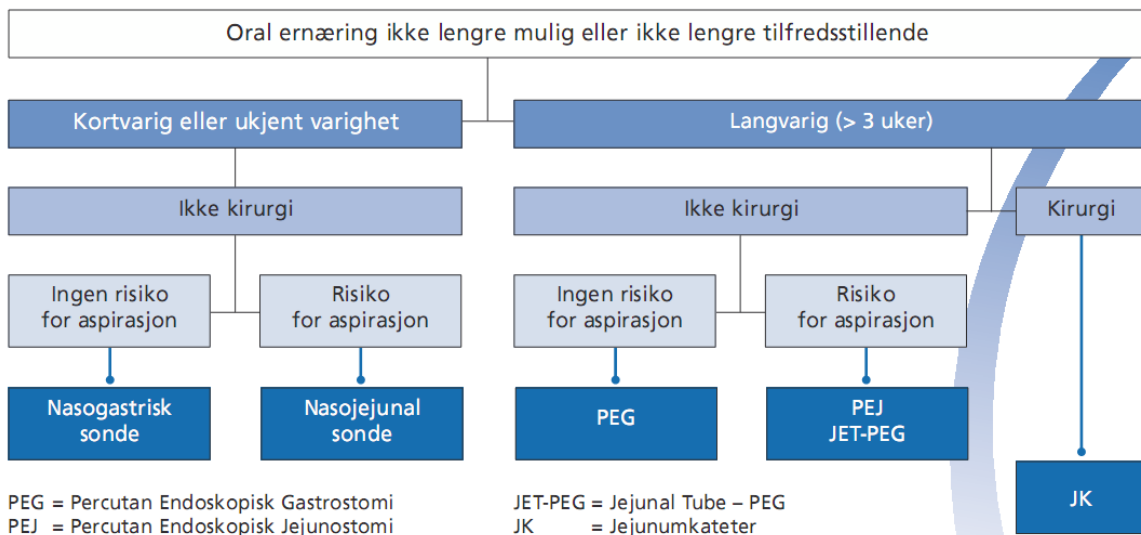 Oral ernæring ikke lengre mulig eller ikke lengre tilfredsstillende
Kortvarig eller ukjent varighet
Langvarig (> 3 uker)
Ikke kirurgi
Ikke kirurgi
Kirurgi
Ingen risiko
for aspirasjon
Risiko
for aspirasjon
Ingen risiko
for aspirasjon
Risiko
for aspirasjon
Nasogastrisk
sonde
Nasojejunal
sonde
PEG
PEJ
JET-PEG
JK
PEG = Percutan Endoskopisk Gastrostomi
PEJ = Percutan Endoskopisk Jejunostomi
JET-PEG = Jejunal Tube – PEG
JK = Jejunumkateter